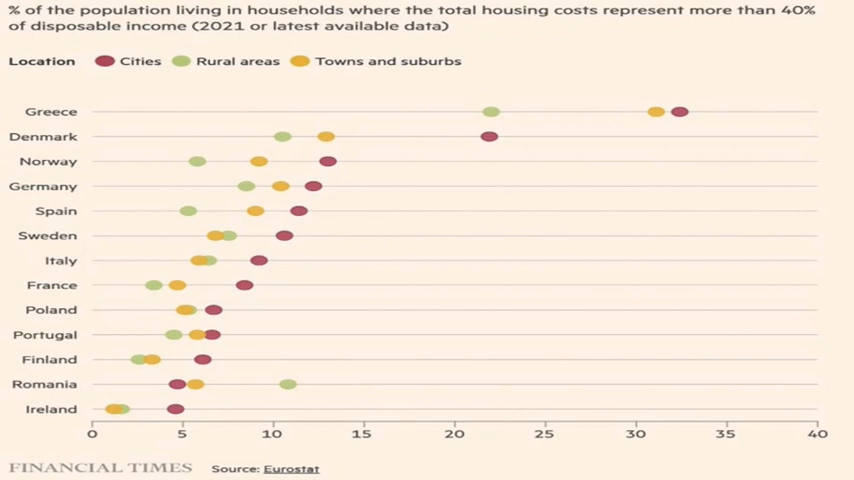 % of the population living in households where the total housing costs represent more than 40%
of disposable income (2021 or latest available data)
Location Cities Rural areas Towns and suburbs
Greece
Denmark
Norway
Germany
Spain
Sweden
Italy
France
Poland
Portugal
Finland
Romania
Ireland
0 5 10 15 20 25 30 35 40
FINANCIAL TIMES Source: Eurostat